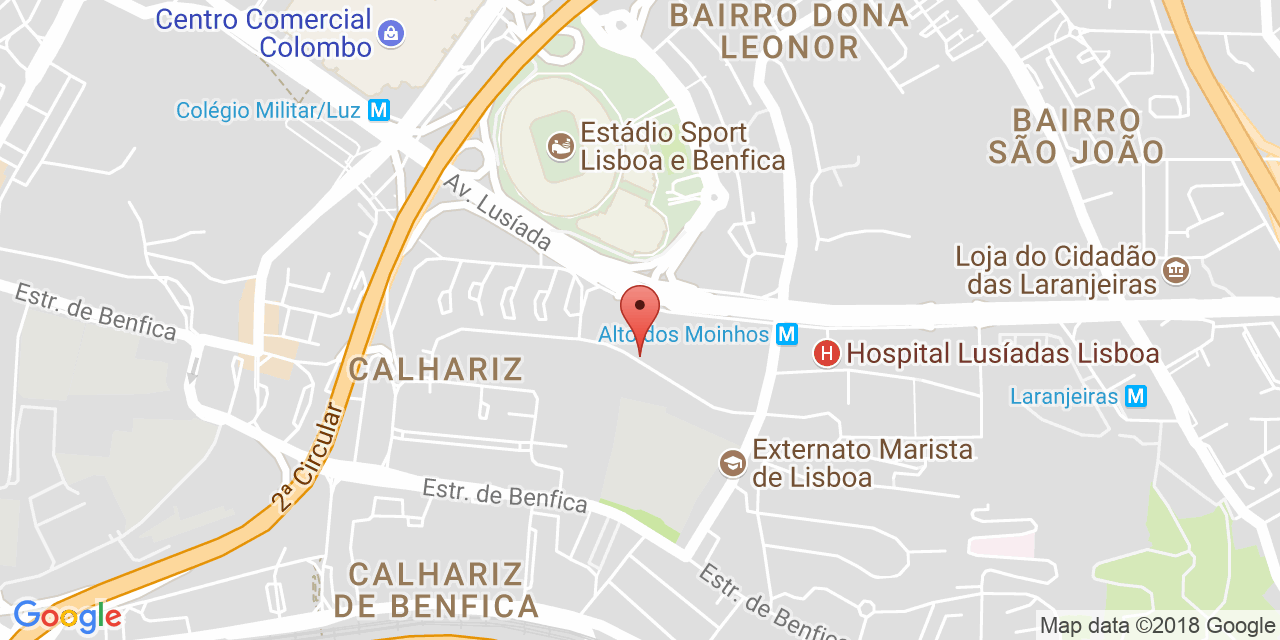 BAIRRO DONA
LEONOR
Centro Comercial
Colombo
Colégio Militar/Luz M
Estádio Sport
Lisboa e Benfica
BAIRRO
SÃO JOÃO
Av. Lusíada
Loja do Cidadão
das Laranjeiras
Estr. de Benfica
Alto dos Moinhos M
H Hospital Lusíadas Lisboa
CALHARIZ
Laranjeiras M
2ª Circular
Externato Marista
de Lisboa
Estr. de Benfica
CALHARIZ
DE BENFICA
Estr. de Benfica
Google
Map data ©2018 Google